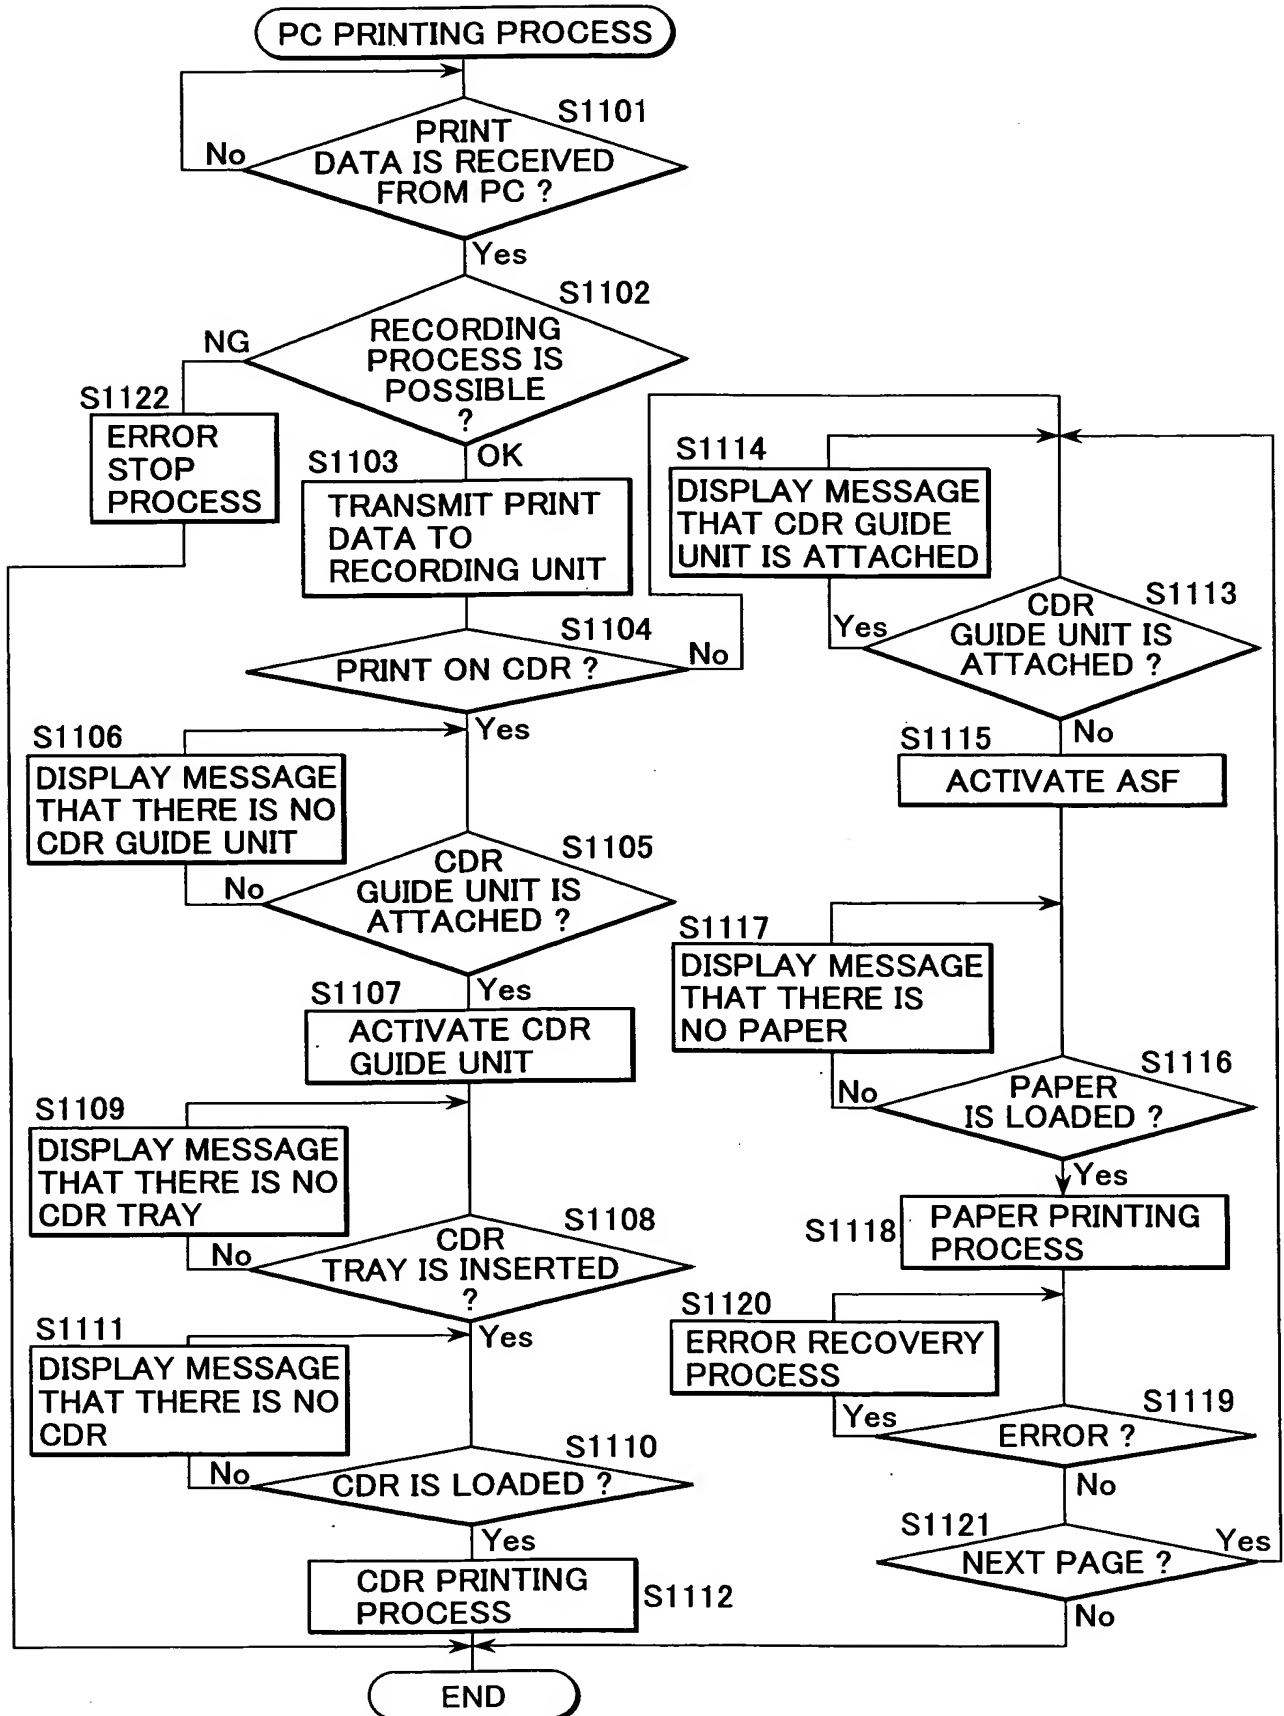 PC PRINTING PROCESS
S1101
PRINT
DATA IS RECEIVED
FROM PC ?
No
Yes
S1102
RECORDING
PROCESS IS
POSSIBLE
?
NG
OK
S1122
ERROR
STOP
PROCESS
S1103
TRANSMIT PRINT
DATA TO
RECORDING UNIT
S1104
PRINT ON CDR ?
No
Yes
S1106
DISPLAY MESSAGE
THAT THERE IS NO
CDR GUIDE UNIT
S1105
CDR
GUIDE UNIT IS
ATTACHED ?
No
Yes
S1107
ACTIVATE CDR
GUIDE UNIT
S1109
DISPLAY MESSAGE
THAT THERE IS NO
CDR TRAY
S1108
CDR
TRAY IS INSERTED
?
No
Yes
S1111
DISPLAY MESSAGE
THAT THERE IS NO
CDR
S1110
CDR IS LOADED ?
No
Yes
CDR PRINTING
PROCESS
S1112
S1114
DISPLAY MESSAGE
THAT CDR GUIDE
UNIT IS ATTACHED
S1113
CDR
GUIDE UNIT IS
ATTACHED ?
Yes
No
S1115
ACTIVATE ASF
S1117
DISPLAY MESSAGE
THAT THERE IS
NO PAPER
S1116
PAPER
IS LOADED ?
No
Yes
S1118
PAPER PRINTING
PROCESS
S1120
ERROR RECOVERY
PROCESS
S1119
ERROR ?
Yes
No
S1121
NEXT PAGE ?
Yes
No
END